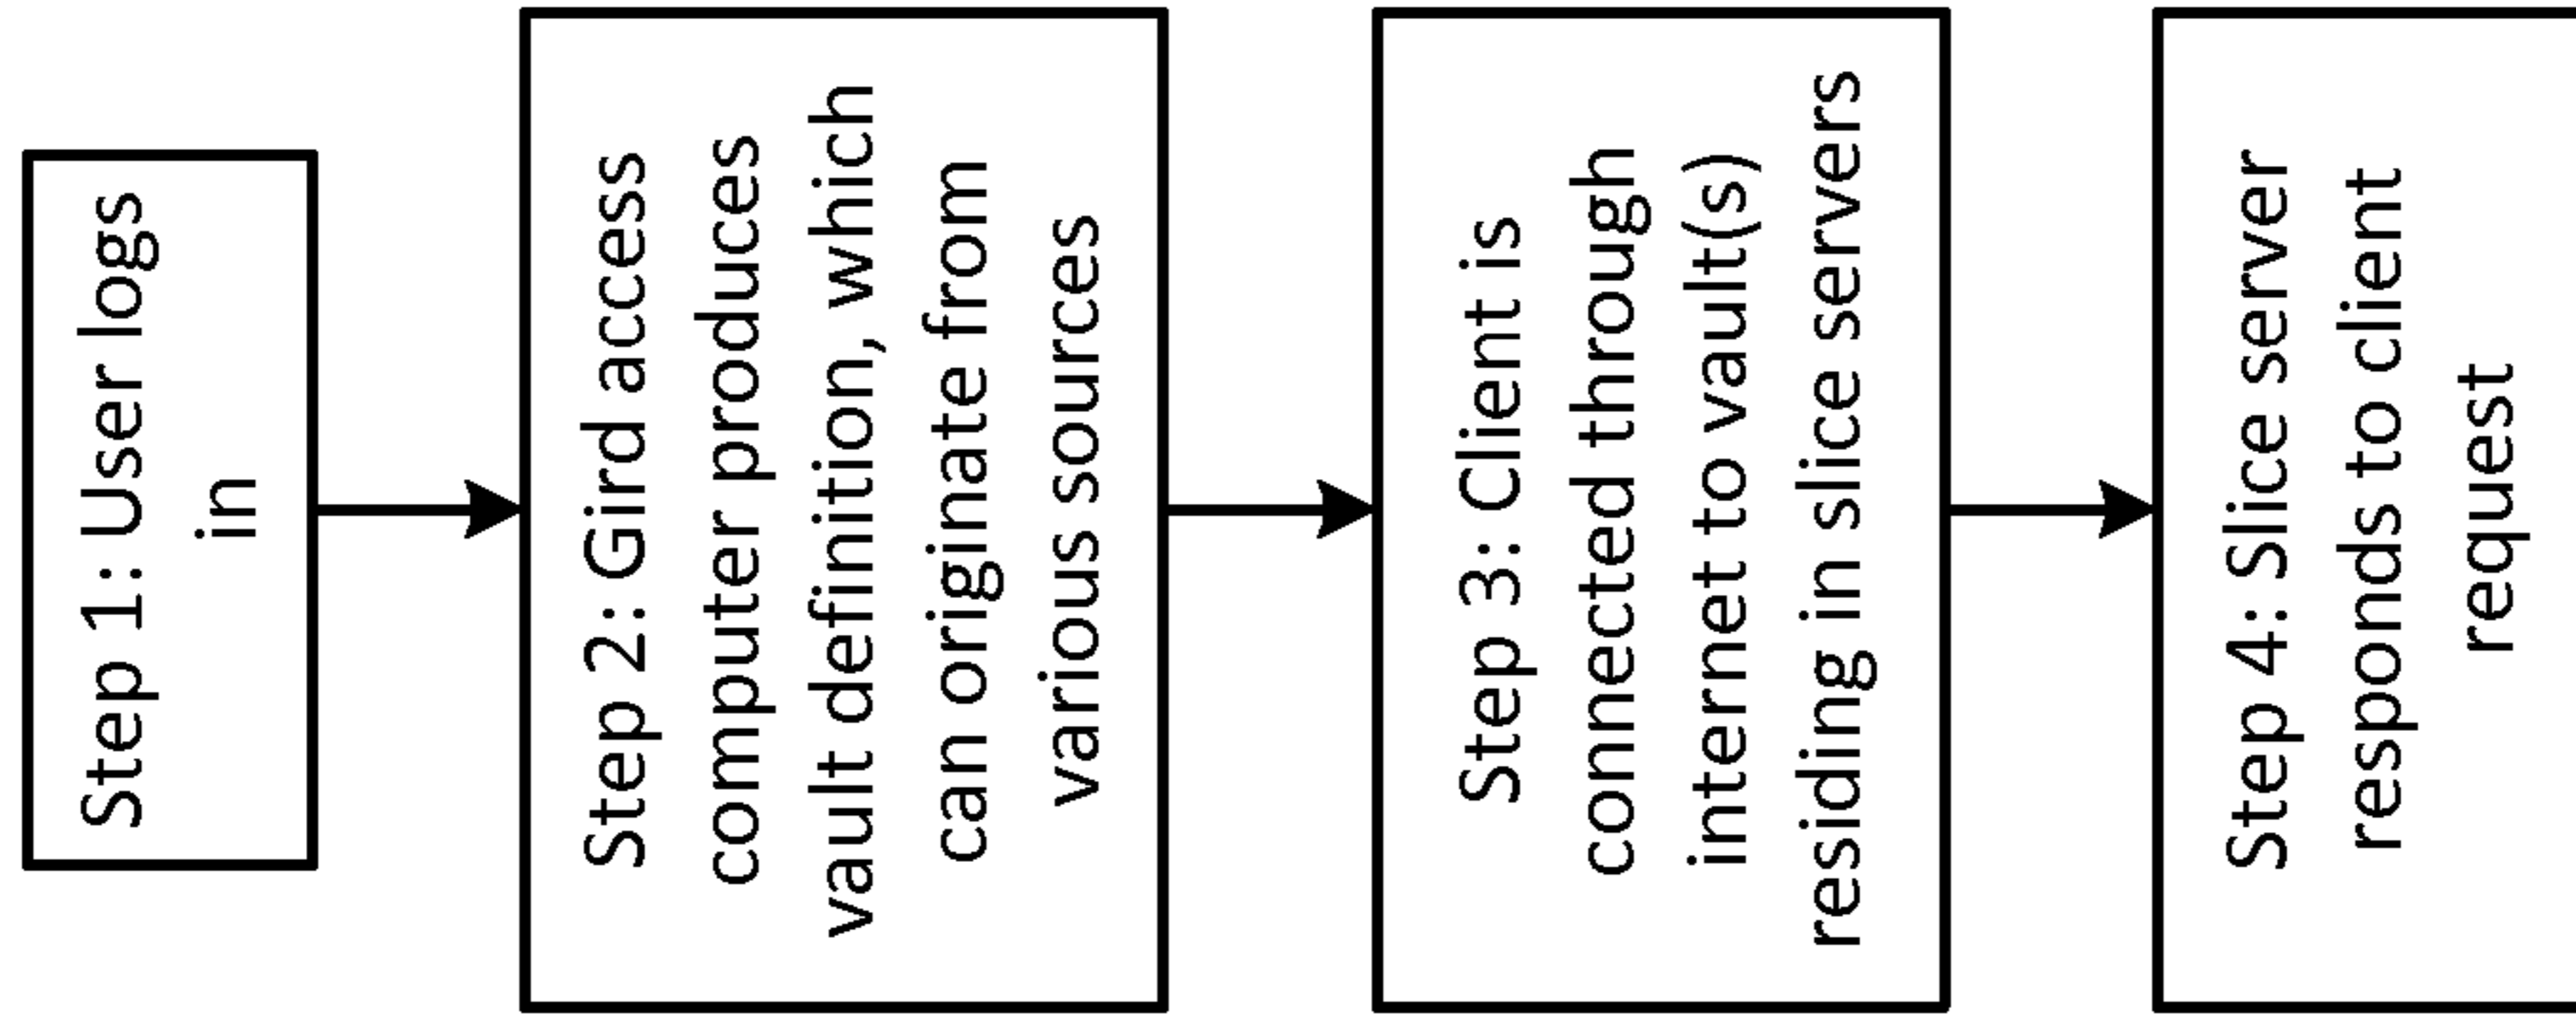 Step 1: User logs
in
Step 2: Gird access
computer produces
vault definition, which
can originate from
various sources
Step 3: Client is
connected through
internet to vault(s)
residing in slice servers
Step 4: Slice server
responds to client
request